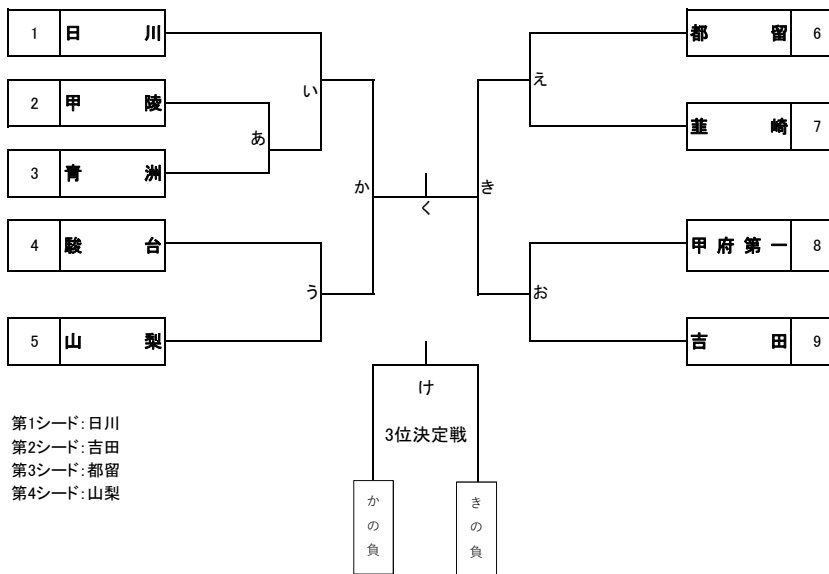 1 日川
2 甲陵
3 青洲
4 駿台
5 山梨
い
あ
う
か
く
き
え
お
都留 6
韮崎 7
甲府第一 8
吉田 9
け
3位決定戦
かの負
きの負
第1シード：日川
第2シード：吉田
第3シード：都留
第4シード：山梨